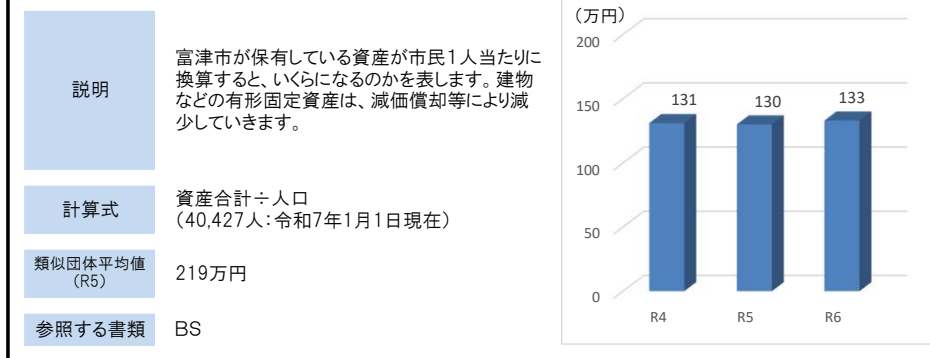 説明
富津市が保有している資産が市民1人当たりに
換算すると、いくらになるのかを表します。建物
などの有形固定資産は、減価償却等により減
少していきます。
計算式
資産合計÷人口
(40,427人:令和7年1月1日現在)
類似団体平均値
(R5)
219万円
参照する書類
BS
(万円)
200
150
100
50
0
131
130
133
R4
R5
R6